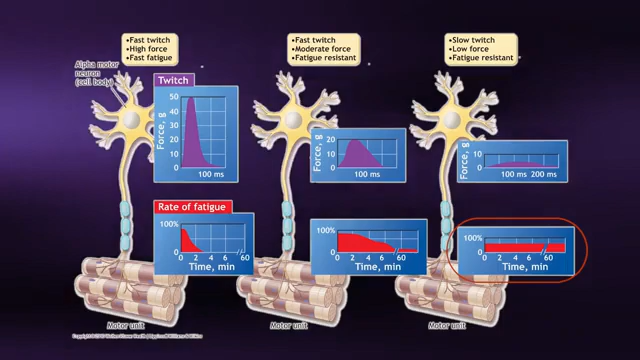 •Fast twitch
•High force
•Fast fatigue
•Fast twitch
•Moderate force
•Fatigue resistant
•Slow twitch
•Low force
•Fatigue resistant
Alpha motor
neuron
(cell body)
Twitch
Force, g
50
40
30
20
10
0
100 ms
Force, g
20
10
0
100 ms
Force, g
10
0
100 ms 200 ms
Rate of fatigue
100%
0
0 2 4 6 60
Time, min
100%
0
0 2 4 6 60
Time, min
100%
0
0 2 4 6 60
Time, min
Motor unit
Motor unit
Motor unit